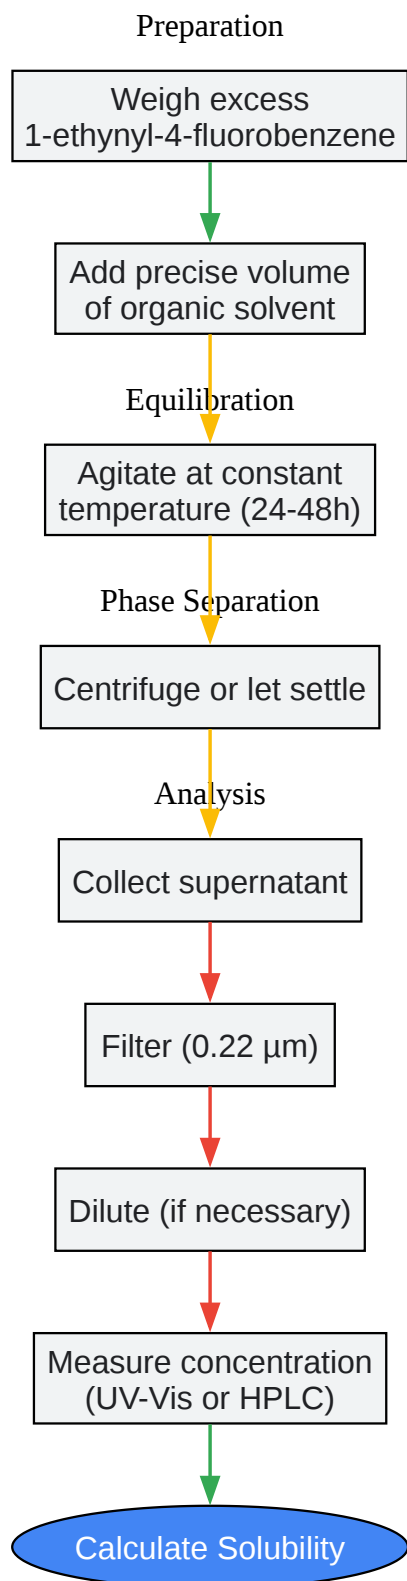 Preparation
Weigh excess
1-ethynyl-4-fluorobenzene
Add precise volume
of organic solvent
Equilibration
Agitate at constant
temperature (24-48h)
Phase Separation
Centrifuge or let settle
Analysis
Collect supernatant
Filter (0.22 µm)
Dilute (if necessary)
Measure concentration
(UV-Vis or HPLC)
Calculate Solubility